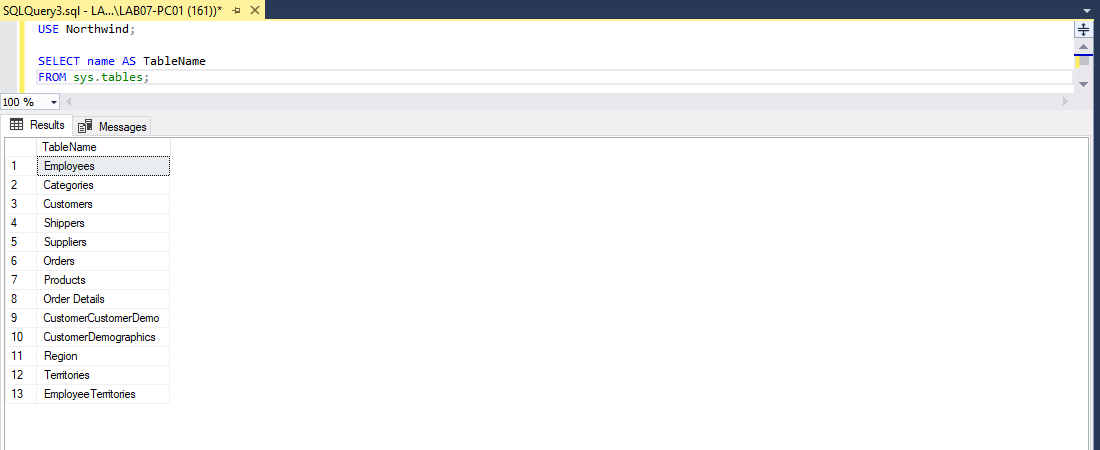 SQLQuery3.sql - LA...\LAB07-PC01 (161))*
USE Northwind;
SELECT name AS TableName
FROM sys.tables;
100 %
Results Messages
TableName
1 Employees
2 Categories
3 Customers
4 Shippers
5 Suppliers
6 Orders
7 Products
8 Order Details
9 CustomerCustomerDemo
10 CustomerDemographics
11 Region
12 Territories
13 EmployeeTerritories